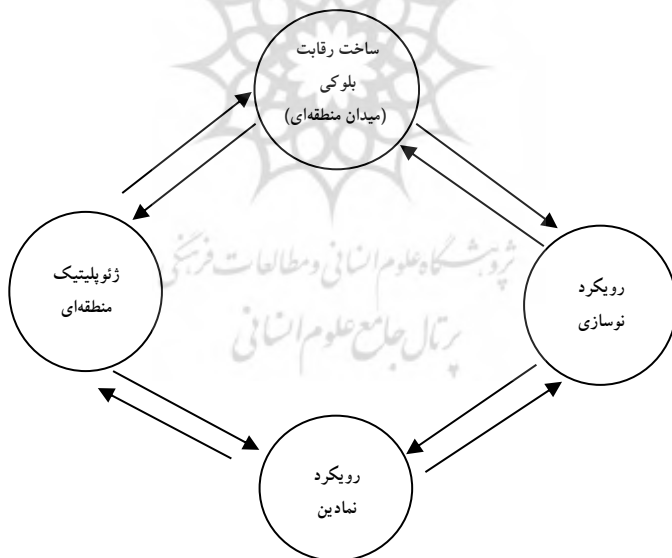 ساخت رقابت
بلوکی
(میدان منطقه‌ای)
ژئوپلیتیک
منطقه‌ای
رویکرد
نوسازی
پژوهشگاه علوم انسانی و مطالعات فرهنگی
پرتال جامع علوم انسانی
رویکرد
نمادین